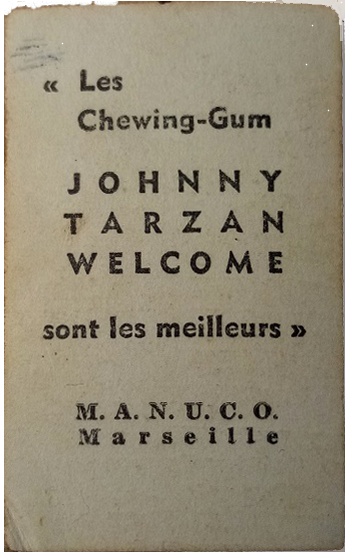 « Les
Chewing-Gum
JOHNNY
TARZAN
WELCOME
sont les meilleurs »
M. A. N. U. C. O.
Marseille